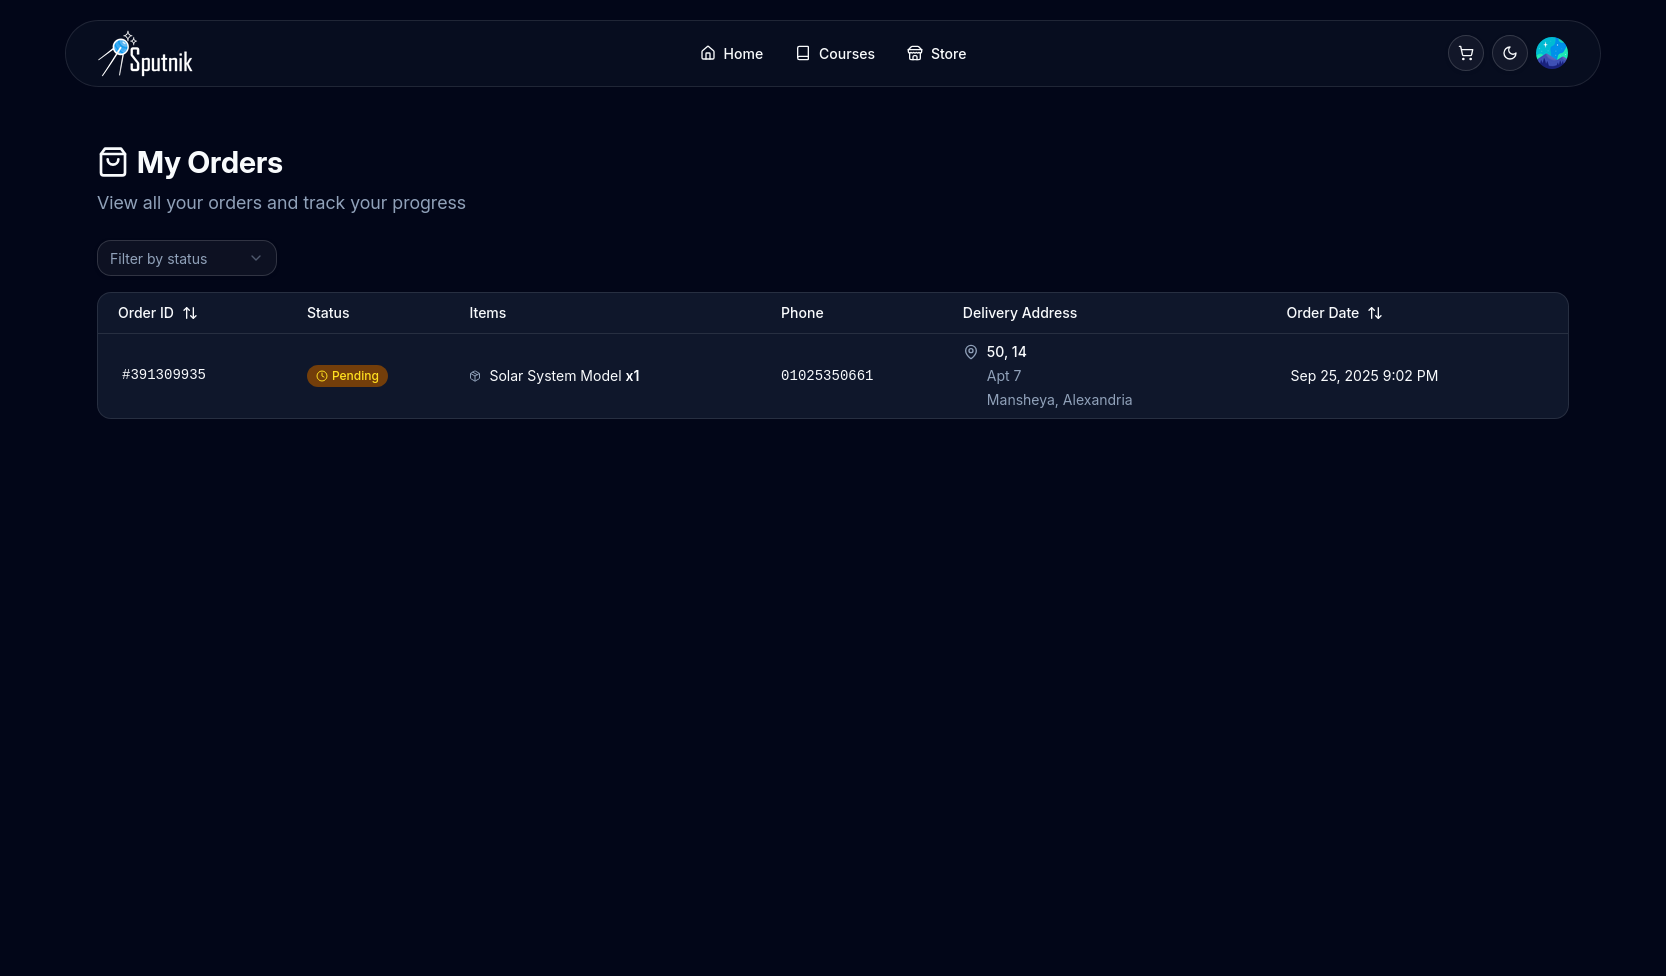 Sputnik
Home Courses Store
My Orders
View all your orders and track your progress
Filter by status
Order ID Status Items Phone Delivery Address Order Date
#391309935 Pending Solar System Model x1 01025350661 50, 14 Sep 25, 2025 9:02 PM
Apt 7
Mansheya, Alexandria